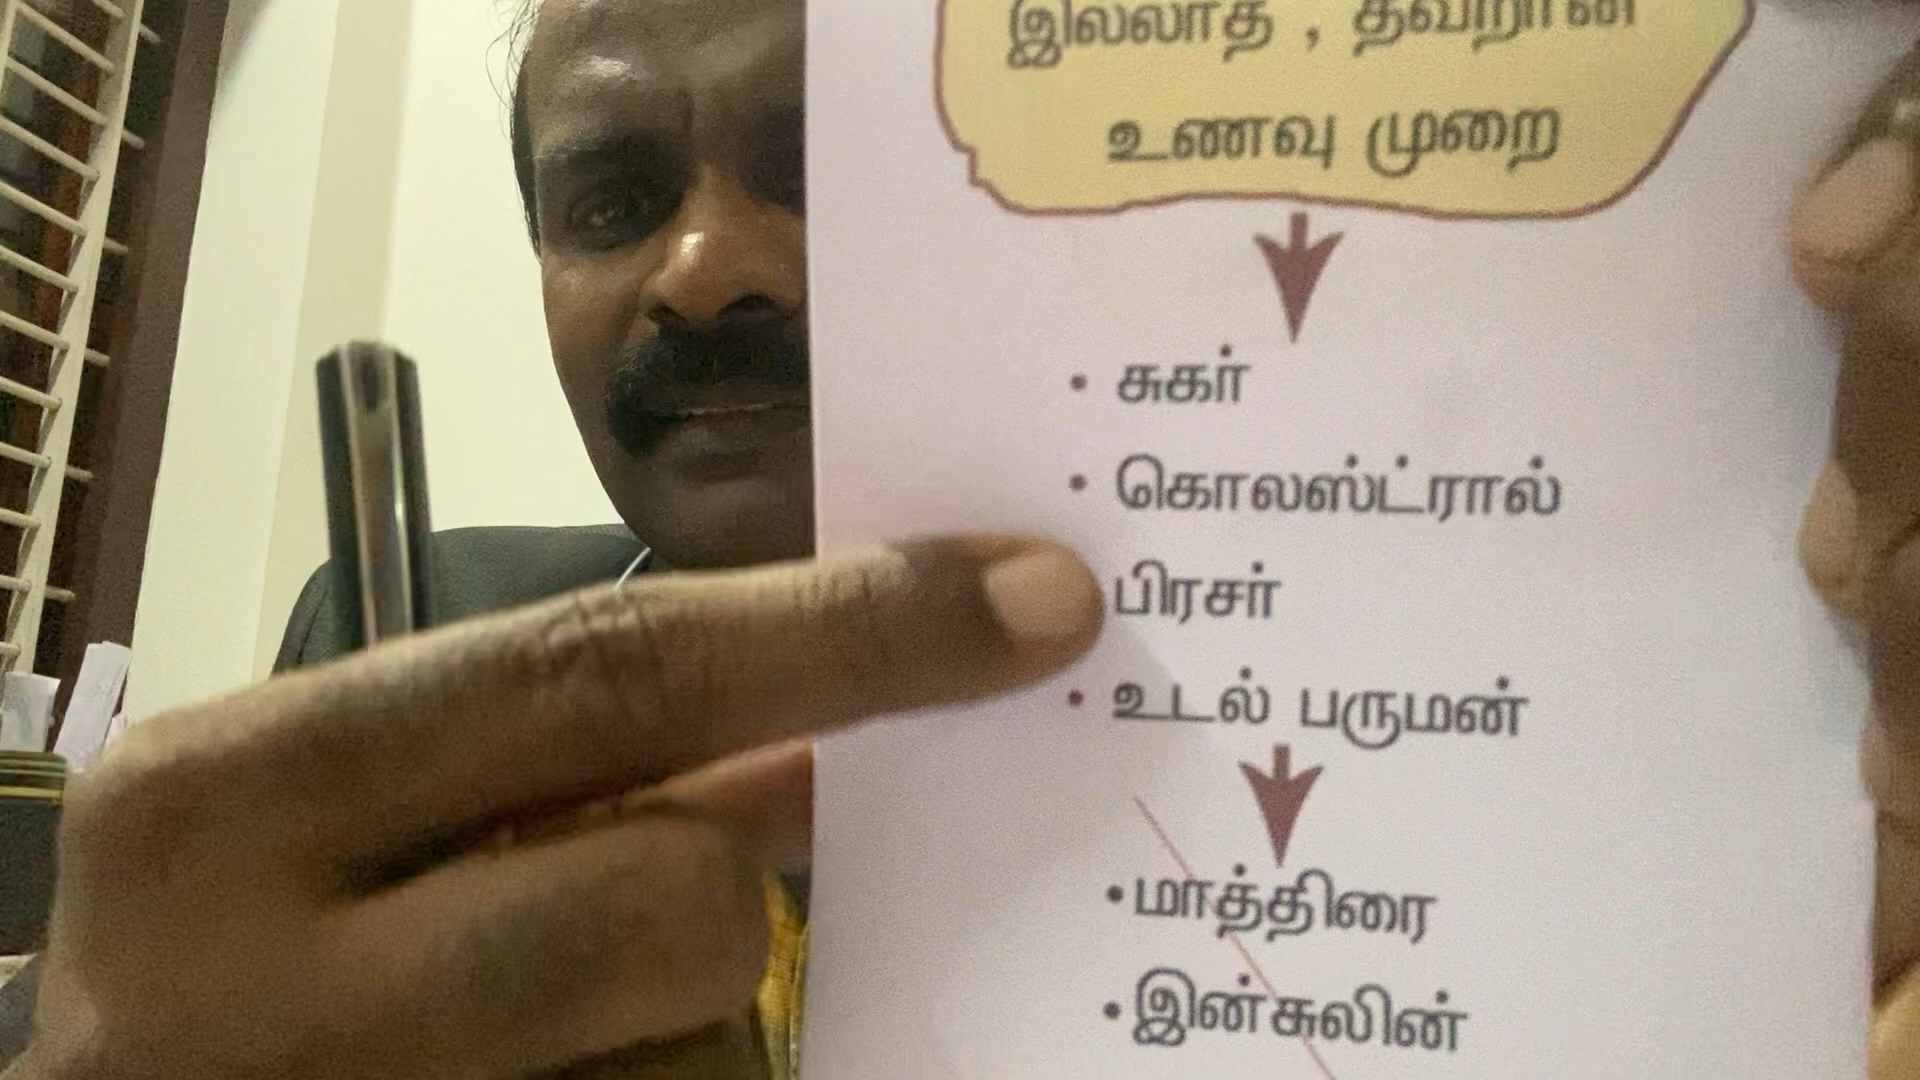 இல்லாத , தவறான
உணவு முறை
சுகர்
கொலஸ்ட்ரால்
பிரசர்
உடல் பருமன்
மாத்திரை
இன்சுலின்